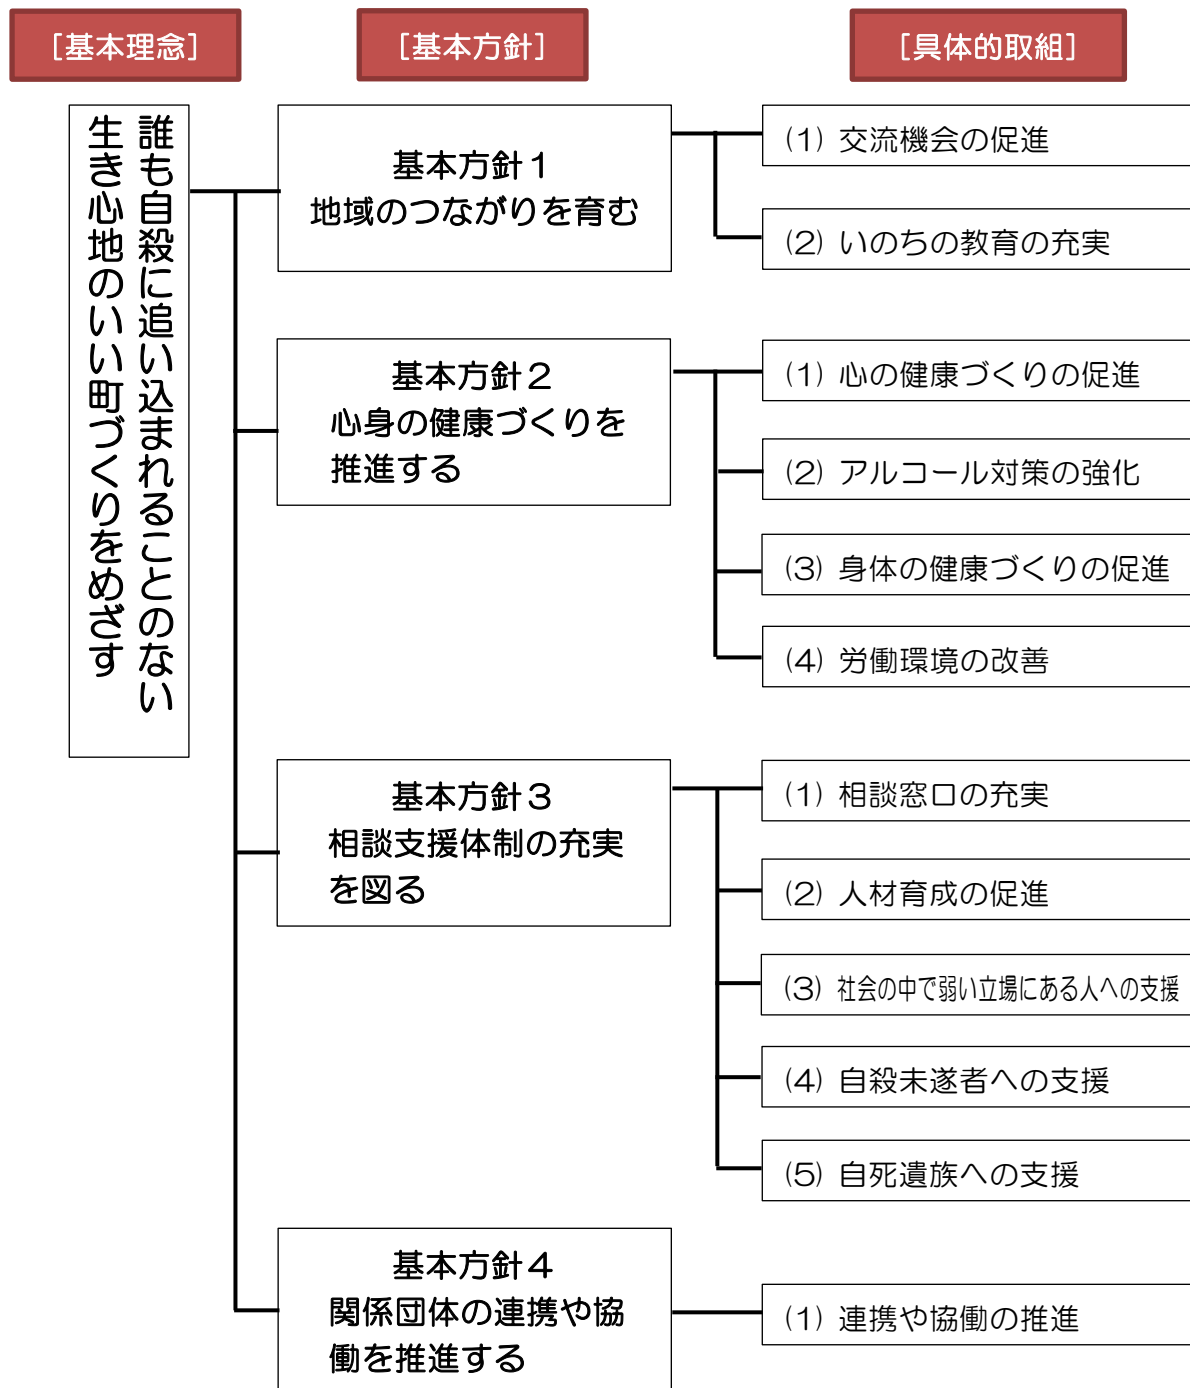 ［基本理念］
［基本方針］
［具体的取組］
誰も自殺に追い込まれることのない
生き心地のいい町づくりをめざす
基本方針１
地域のつながりを育む
(1) 交流機会の促進
(2) いのちの教育の充実
基本方針２
心身の健康づくりを
推進する
(1) 心の健康づくりの促進
(2) アルコール対策の強化
(3) 身体の健康づくりの促進
(4) 労働環境の改善
基本方針３
相談支援体制の充実
を図る
(1) 相談窓口の充実
(2) 人材育成の促進
(3) 社会の中で弱い立場にある人への支援
(4) 自殺未遂者への支援
(5) 自死遺族への支援
基本方針４
関係団体の連携や協
働を推進する
(1) 連携や協働の推進